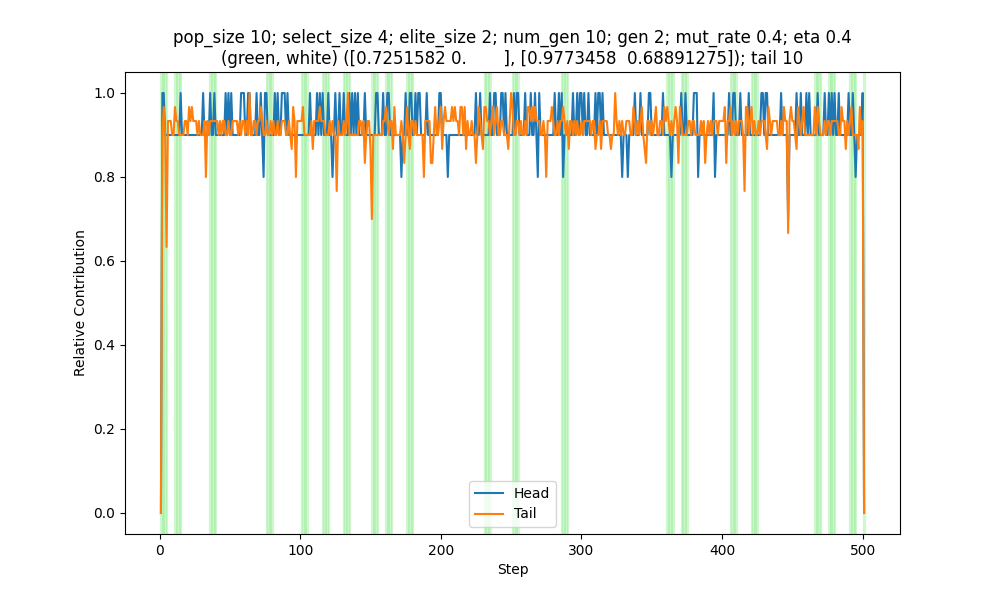 pop_size 10; select_size 4; elite_size 2; num_gen 10; gen 2; mut_rate 0.4; eta 0.4
(green, white) ([0.7251582 0.        ], [0.9773458  0.68891275]); tail 10
Relative Contribution
1.0
0.8
0.6
0.4
0.2
0.0
Head
Tail
0 100 200 300 400 500
Step